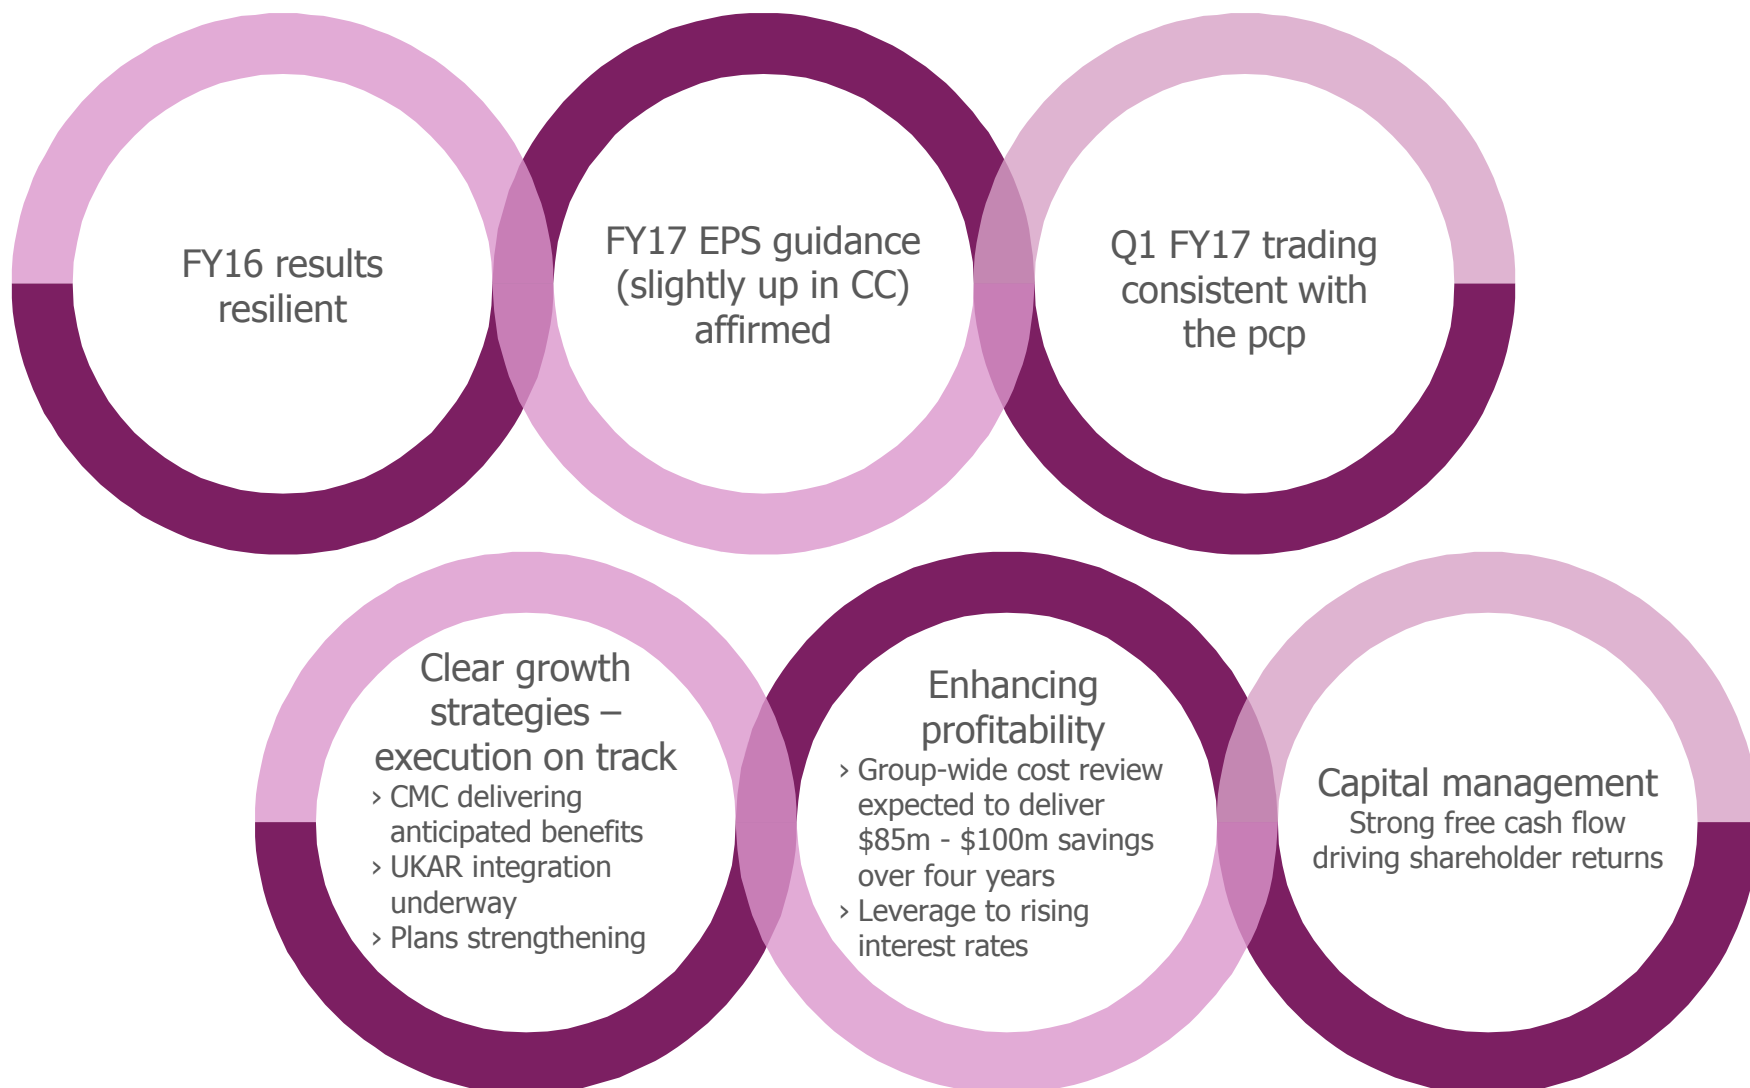 FY16 results
resilient
FY17 EPS guidance
(slightly up in CC)
affirmed
Q1 FY17 trading
consistent with
the pcp
Clear growth
strategies –
execution on track
› CMC delivering
anticipated benefits
› UKAR integration
underway
› Plans strengthening
Enhancing
profitability
› Group-wide cost review
expected to deliver
$85m - $100m savings
over four years
› Leverage to rising
interest rates
Capital management
Strong free cash flow
driving shareholder returns